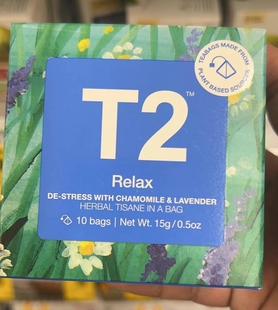 TEABAGS MADE FROM
PLANT BASED SOURCES
T2™
Relax
DE-STRESS WITH CHAMOMILE & LAVENDER
HERBAL TISANE IN A BAG
10 bags | Net Wt. 15g/0.5oz